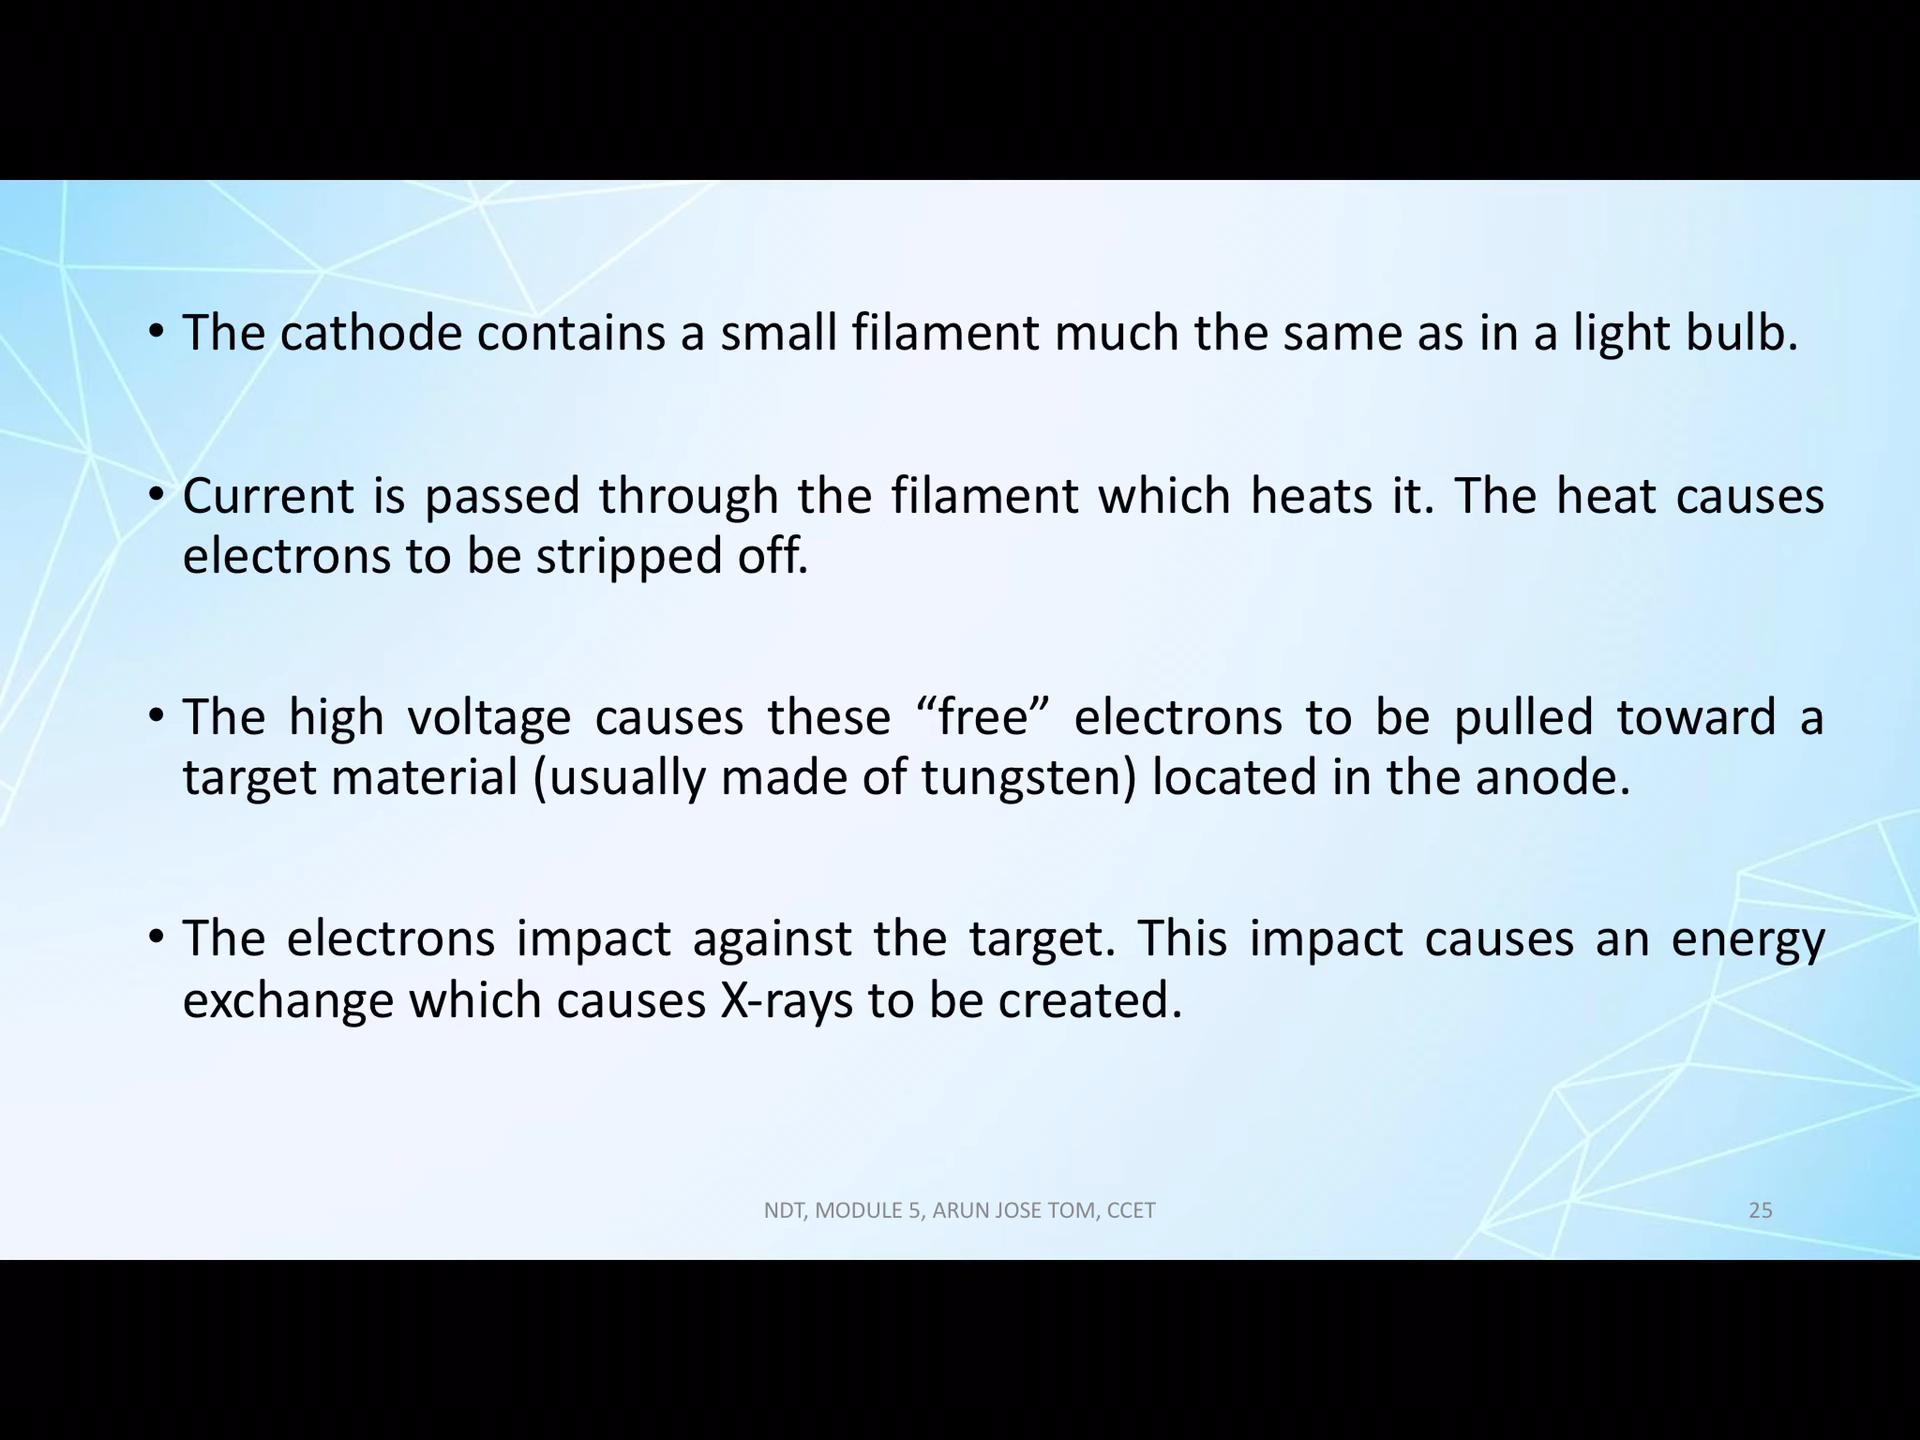 • The cathode contains a small filament much the same as in a light bulb.
• Current is passed through the filament which heats it. The heat causes
electrons to be stripped off.
• The high voltage causes these “free” electrons to be pulled toward a
target material (usually made of tungsten) located in the anode.
• The electrons impact against the target. This impact causes an energy
exchange which causes X-rays to be created.
NDT, MODULE 5, ARUN JOSE TOM, CCET
25